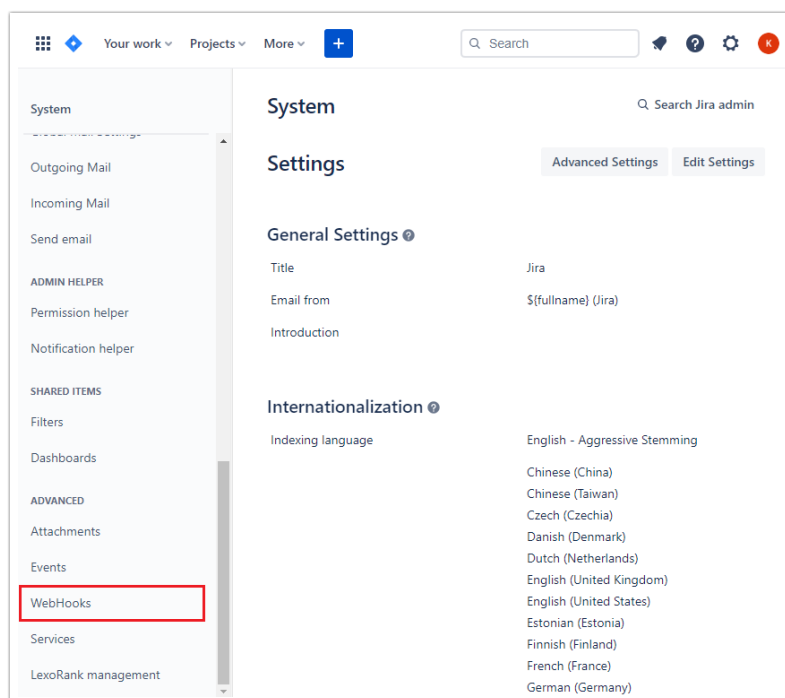 Your work
Projects
More
+
Search
?
K
System
Outgoing Mail
Incoming Mail
Send email
ADMIN HELPER
Permission helper
Notification helper
SHARED ITEMS
Filters
Dashboards
ADVANCED
Attachments
Events
WebHooks
Services
LexoRank management
System
Search Jira admin
Settings
Advanced Settings
Edit Settings
General Settings ?
Title Jira
Email from ${fullname} (Jira)
Introduction
Internationalization ?
Indexing language English - Aggressive Stemming
Chinese (China)
Chinese (Taiwan)
Czech (Czechia)
Danish (Denmark)
Dutch (Netherlands)
English (United Kingdom)
English (United States)
Estonian (Estonia)
Finnish (Finland)
French (France)
German (Germany)